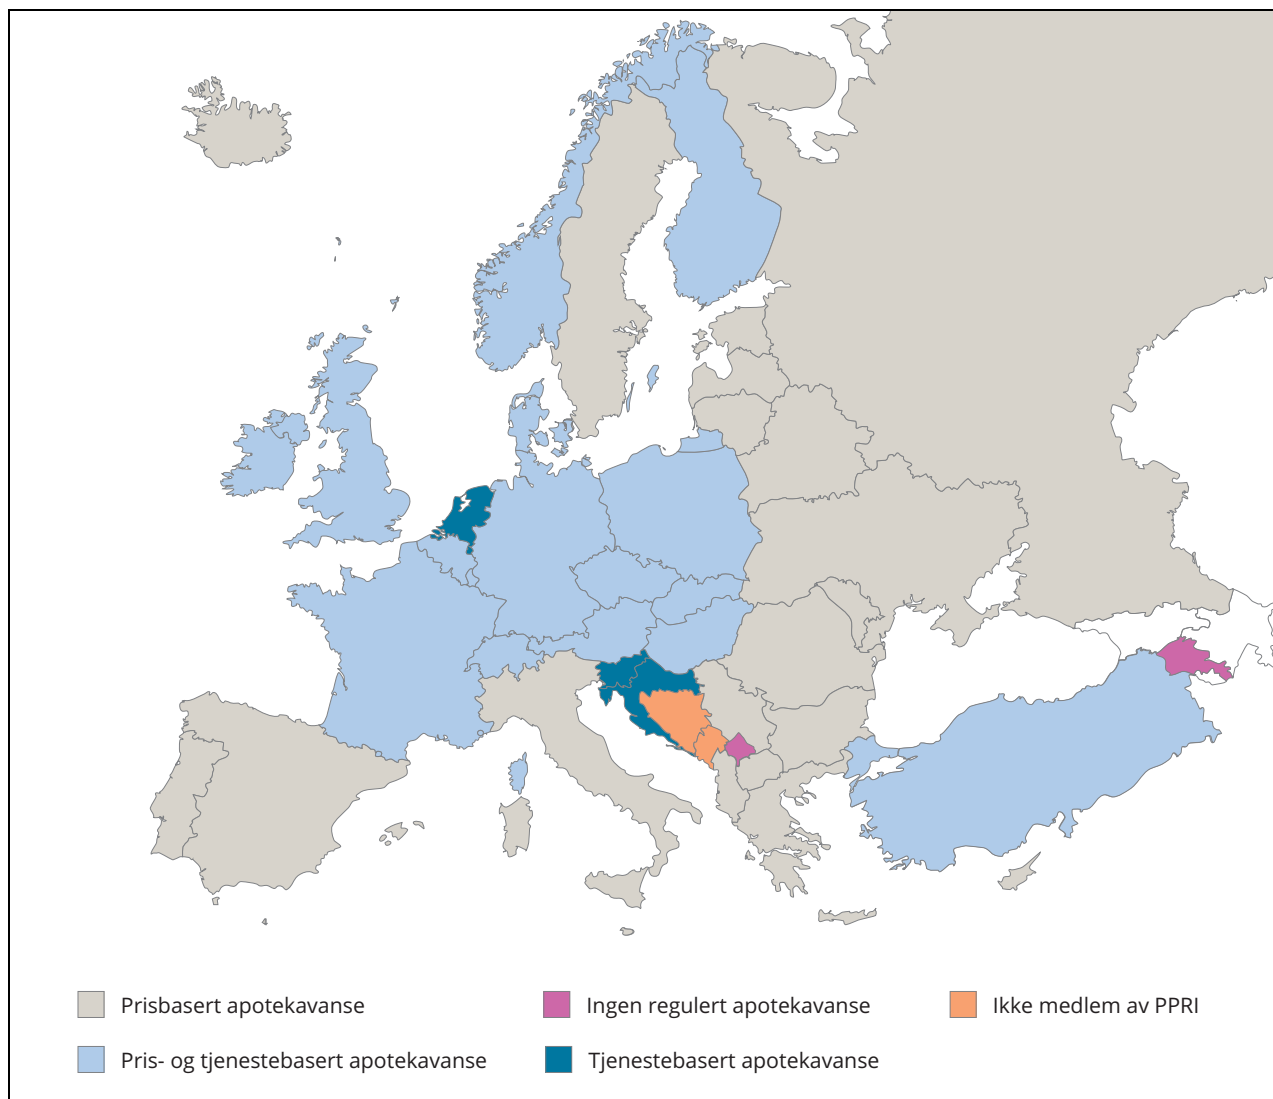 Prisbasert apotekavanse
Ingen regulert apotekavanse
Ikke medlem av PPRI
Pris- og tjenestebasert apotekavanse
Tjenestebasert apotekavanse